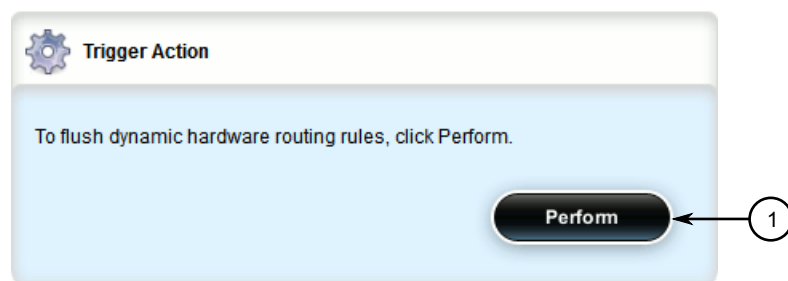 Trigger Action
To flush dynamic hardware routing rules, click Perform.
Perform
1